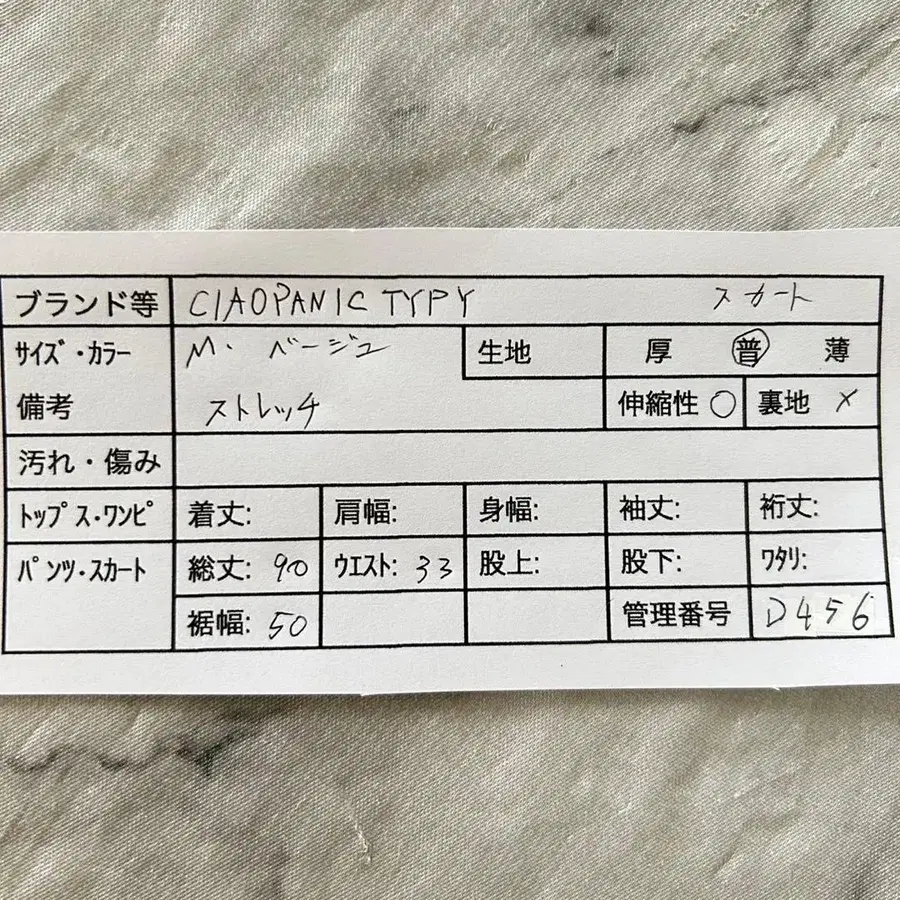 ブランド等 CIAOPANIC TYPY スカート
サイズ・カラー M・ベージュ 生地 厚 普 薄
備考 ストレッチ 伸縮性 ○ 裏地 ×
汚れ・傷み
トップス・ワンピ 着丈: 肩幅: 身幅: 袖丈: 裄丈:
パンツ・スカート 総丈: 90 ウエスト: 33 股上: 股下: ワタリ:
裾幅: 50 管理番号 D456